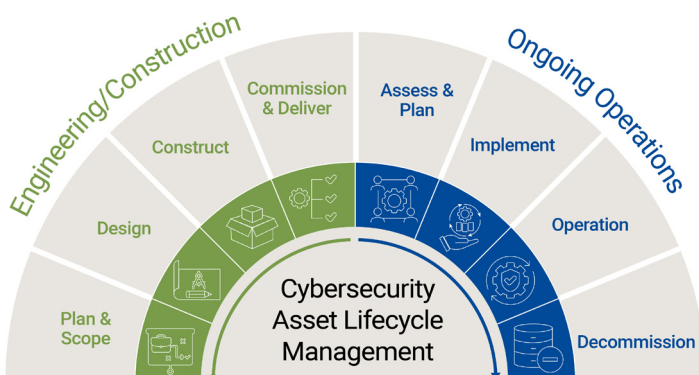 Engineering/Construction
Ongoing Operations
Plan &
Scope
Design
Construct
Commission
& Deliver
Assess &
Plan
Implement
Operation
Decommission
Cybersecurity
Asset Lifecycle
Management